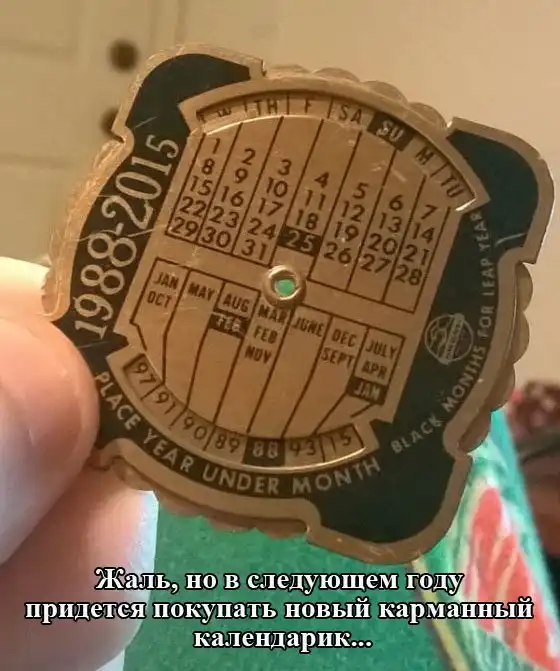 W TH F SA SU M TU
1 2 3 4 5 6 7
8 9 10 11 12 13 14
15 16 17 18 19 20 21
22 23 24 25 26 27 28
29 30 31
1988-2015
JAN MAY AUG MAR JUNE DEC JULY
OCT FEB FEB SEPT APR
NOV JAN
97 91 90 89 88 93 15
PLACE YEAR UNDER MONTH
BLACK MONTHS FOR LEAP YEAR
Жаль, но в следующем году
придется покупать новый карманный
календарик...